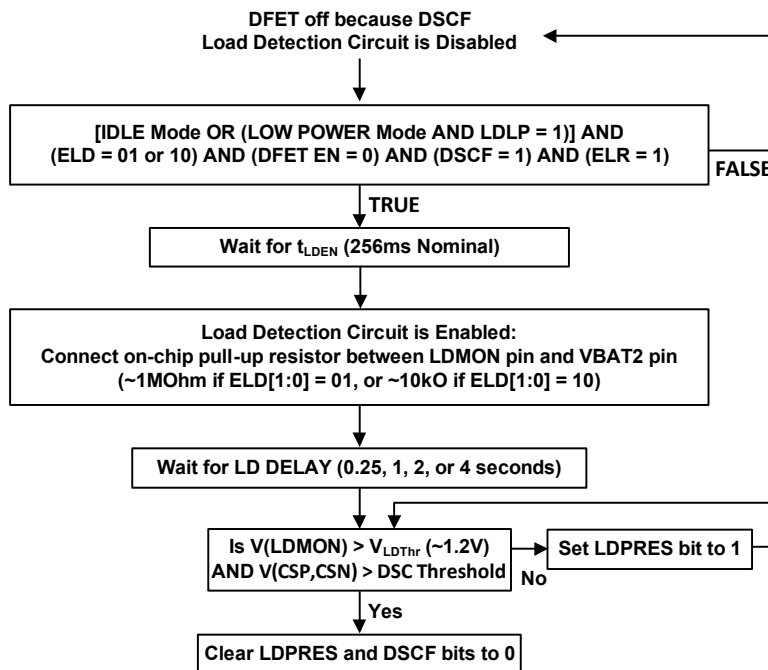 DFET off because DSCF
Load Detection Circuit is Disabled
[IDLE Mode OR (LOW POWER Mode AND LDLP = 1)] AND
(ELD = 01 or 10) AND (DFET EN = 0) AND (DSCF = 1) AND (ELR = 1)
FALSE
TRUE
Wait for tLDEN (256ms Nominal)
Load Detection Circuit is Enabled:
Connect on-chip pull-up resistor between LDMON pin and VBAT2 pin
(~1MOhm if ELD[1:0] = 01, or ~10kO if ELD[1:0] = 10)
Wait for LD DELAY (0.25, 1, 2, or 4 seconds)
Is V(LDMON) > VLDThr (~1.2V)
AND V(CSP,CSN) > DSC Threshold
No
Set LDPRES bit to 1
Yes
Clear LDPRES and DSCF bits to 0